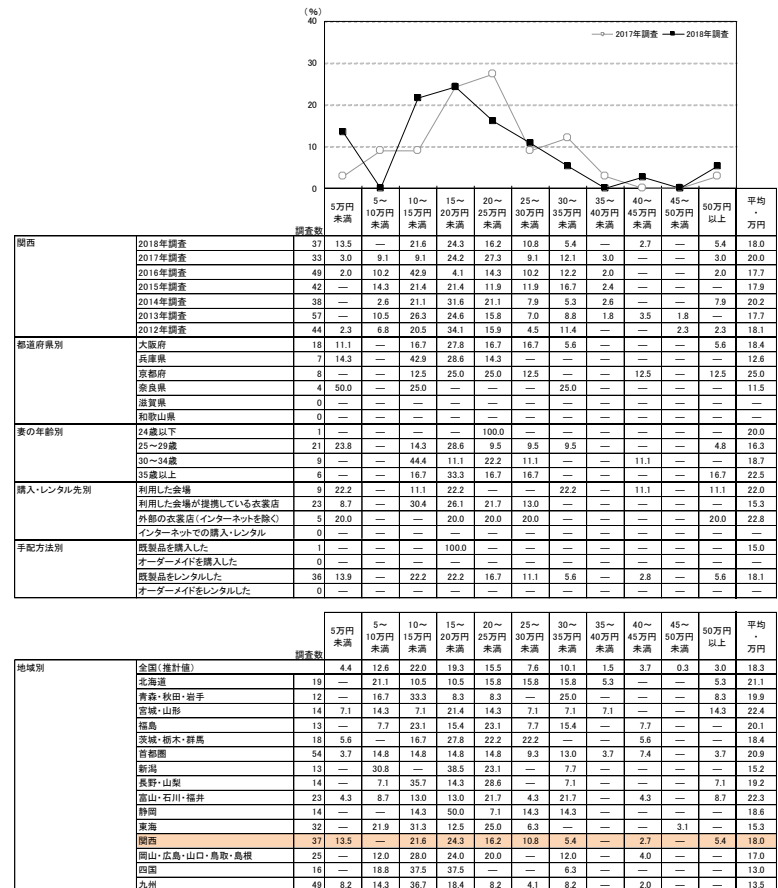 (%)
40
2017年調査 2018年調査
30
20
10
0
調査数 5万円未満 5～10万円未満 10～15万円未満 15～20万円未満 20～25万円未満 25～30万円未満 30～35万円未満 35～40万円未満 40～45万円未満 45～50万円未満 50万円以上 平均・万円
関西 2018年調査 37 13.5 － 21.6 24.3 16.2 10.8 5.4 － 2.7 － 5.4 18.0
2017年調査 33 3.0 9.1 9.1 24.2 27.3 9.1 12.1 3.0 － － 3.0 20.0
2016年調査 49 2.0 10.2 42.9 4.1 14.3 10.2 12.2 2.0 － － 2.0 17.7
2015年調査 42 － 14.3 21.4 21.4 11.9 11.9 16.7 2.4 － － － 17.9
2014年調査 38 － 2.6 21.1 31.6 21.1 7.9 5.3 2.6 － － 7.9 20.2
2013年調査 57 － 10.5 26.3 24.6 15.8 7.0 8.8 1.8 3.5 1.8 － 17.7
2012年調査 44 2.3 6.8 20.5 34.1 15.9 4.5 11.4 － － 2.3 2.3 18.1
都道府県別 大阪府 18 11.1 － 16.7 27.8 16.7 16.7 5.6 － － － 5.6 18.4
兵庫県 7 14.3 － 42.9 28.6 14.3 － － － － － － 12.6
京都府 8 － － 12.5 25.0 25.0 12.5 － － 12.5 － 12.5 25.0
奈良県 4 50.0 － 25.0 － － － 25.0 － － － － 11.5
滋賀県 0 － － － － － － － － － － － －
和歌山県 0 － － － － － － － － － － － －
妻の年齢別 24歳以下 1 － － － － 100.0 － － － － － － 20.0
25～29歳 21 23.8 － 14.3 28.6 9.5 9.5 9.5 － － － 4.8 16.3
30～34歳 9 － － 44.4 11.1 22.2 11.1 － － 11.1 － － 18.7
35歳以上 6 － － 16.7 33.3 16.7 16.7 － － － － 16.7 22.5
購入・レンタル先別 利用した会場 9 22.2 － 11.1 22.2 － － 22.2 － 11.1 － 11.1 22.0
利用した会場が提携している衣裳店 23 8.7 － 30.4 26.1 21.7 13.0 － － － － － 15.3
外部の衣裳店(インターネットを除く) 5 20.0 － － 20.0 20.0 20.0 － － － － 20.0 22.8
インターネットでの購入・レンタル 0 － － － － － － － － － － － －
手配方法別 既製品を購入した 1 － － － 100.0 － － － － － － － 15.0
オーダーメイドを購入した 0 － － － － － － － － － － － －
既製品をレンタルした 36 13.9 － 22.2 22.2 16.7 11.1 5.6 － 2.8 － 5.6 18.1
オーダーメイドをレンタルした 0 － － － － － － － － － － － －
調査数 5万円未満 5～10万円未満 10～15万円未満 15～20万円未満 20～25万円未満 25～30万円未満 30～35万円未満 35～40万円未満 40～45万円未満 45～50万円未満 50万円以上 平均・万円
地域別 全国(推計値) 4.4 12.6 22.0 19.3 15.5 7.6 10.1 1.5 3.7 0.3 3.0 18.3
北海道 19 － 21.1 10.5 10.5 15.8 15.8 15.8 5.3 － － 5.3 21.1
青森・秋田・岩手 12 － 16.7 33.3 8.3 8.3 － 25.0 － － － 8.3 19.9
宮城・山形 14 7.1 14.3 7.1 21.4 14.3 7.1 7.1 7.1 － － 14.3 22.4
福島 13 － 7.7 23.1 15.4 23.1 7.7 15.4 － 7.7 － － 20.1
茨城・栃木・群馬 18 5.6 － 16.7 27.8 22.2 22.2 － － 5.6 － － 18.4
首都圏 54 3.7 14.8 14.8 14.8 14.8 9.3 13.0 3.7 7.4 － 3.7 20.9
新潟 13 － 30.8 － 38.5 23.1 － 7.7 － － － － 15.2
長野・山梨 14 － 7.1 35.7 14.3 28.6 － 7.1 － － － 7.1 19.2
富山・石川・福井 23 4.3 8.7 13.0 13.0 21.7 4.3 21.7 － 4.3 － 8.7 22.3
静岡 14 － － 14.3 50.0 7.1 14.3 14.3 － － － － 18.6
東海 32 － 21.9 31.3 12.5 25.0 6.3 － － － 3.1 － 15.3
関西 37 13.5 － 21.6 24.3 16.2 10.8 5.4 － 2.7 － 5.4 18.0
岡山・広島・山口・鳥取・島根 25 － 12.0 28.0 24.0 20.0 － 12.0 － 4.0 － － 17.0
四国 16 － 18.8 37.5 37.5 － － 6.3 － － － － 13.0
九州 49 8.2 14.3 36.7 18.4 8.2 4.1 8.2 － 2.0 － － 13.5